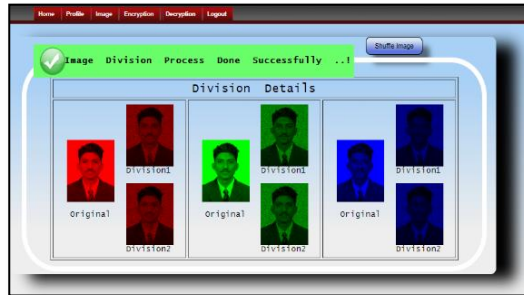 Home Profile Image Encryption Decryption Logout
Shuffle Image
Image Division Process Done Successfully ..!
Division Details
Division1 Division1 Division1
Original Original Original
Division2 Division2 Division2